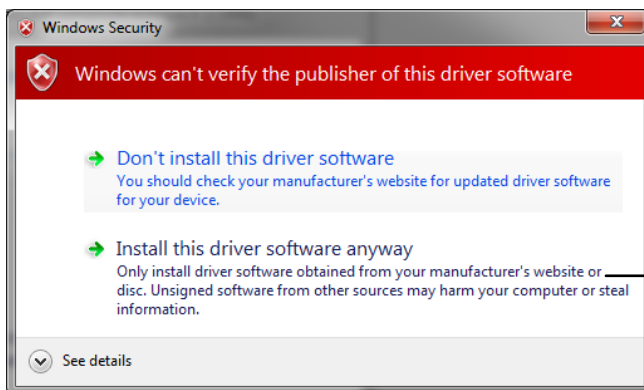 Windows Security
Windows can't verify the publisher of this driver software
Don't install this driver software
You should check your manufacturer's website for updated driver software
for your device.
Install this driver software anyway
Only install driver software obtained from your manufacturer's website or
disc. Unsigned software from other sources may harm your computer or steal
information.
See details